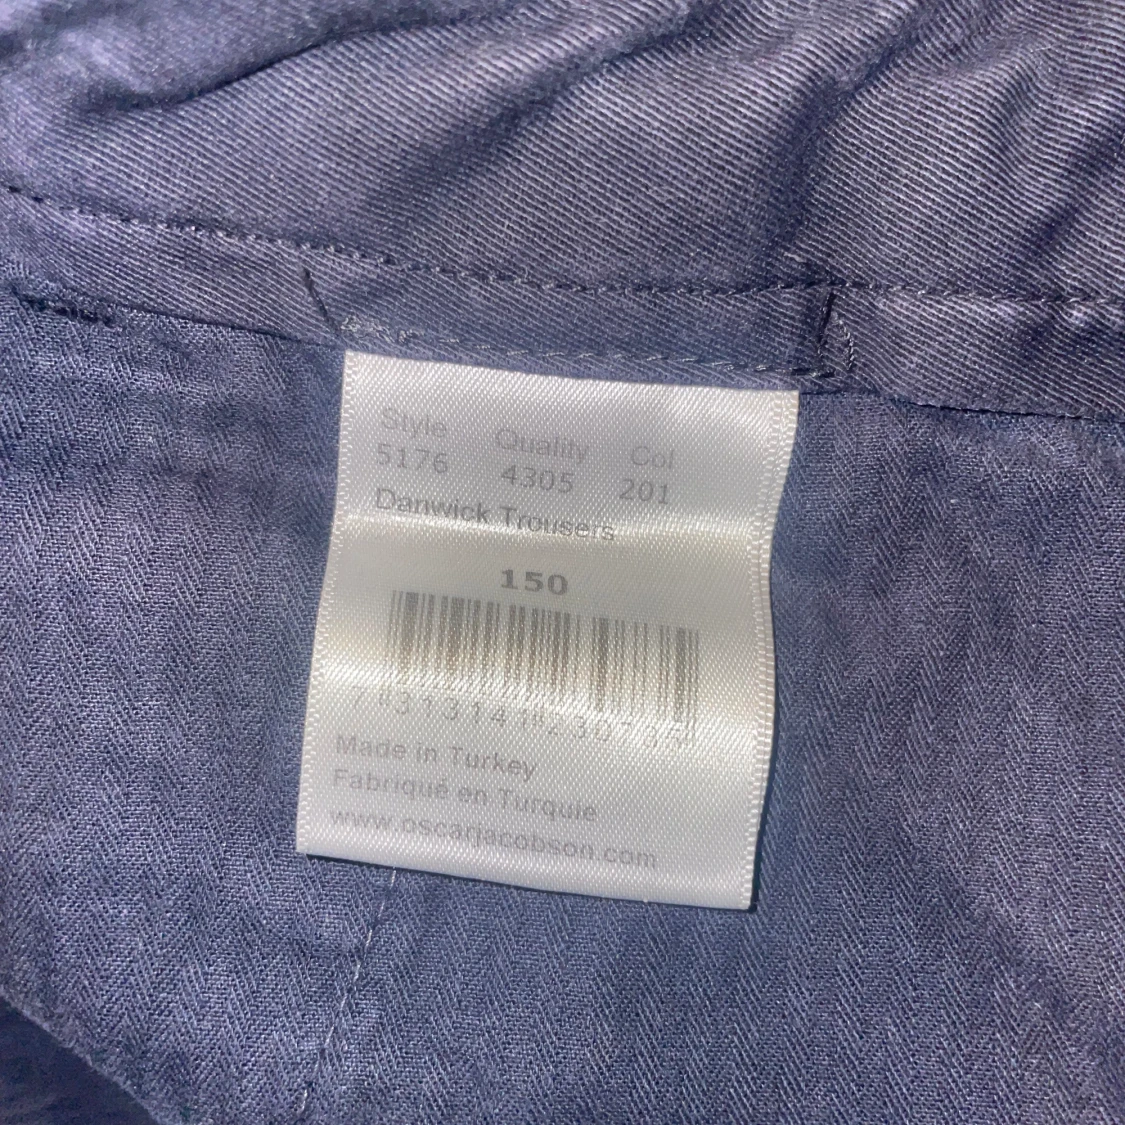 Style Quality Col
5176 4305 201
Danwick Trousers
150
Made in Turkey
Fabriqué en Turquie
www.oscarjacobson.com